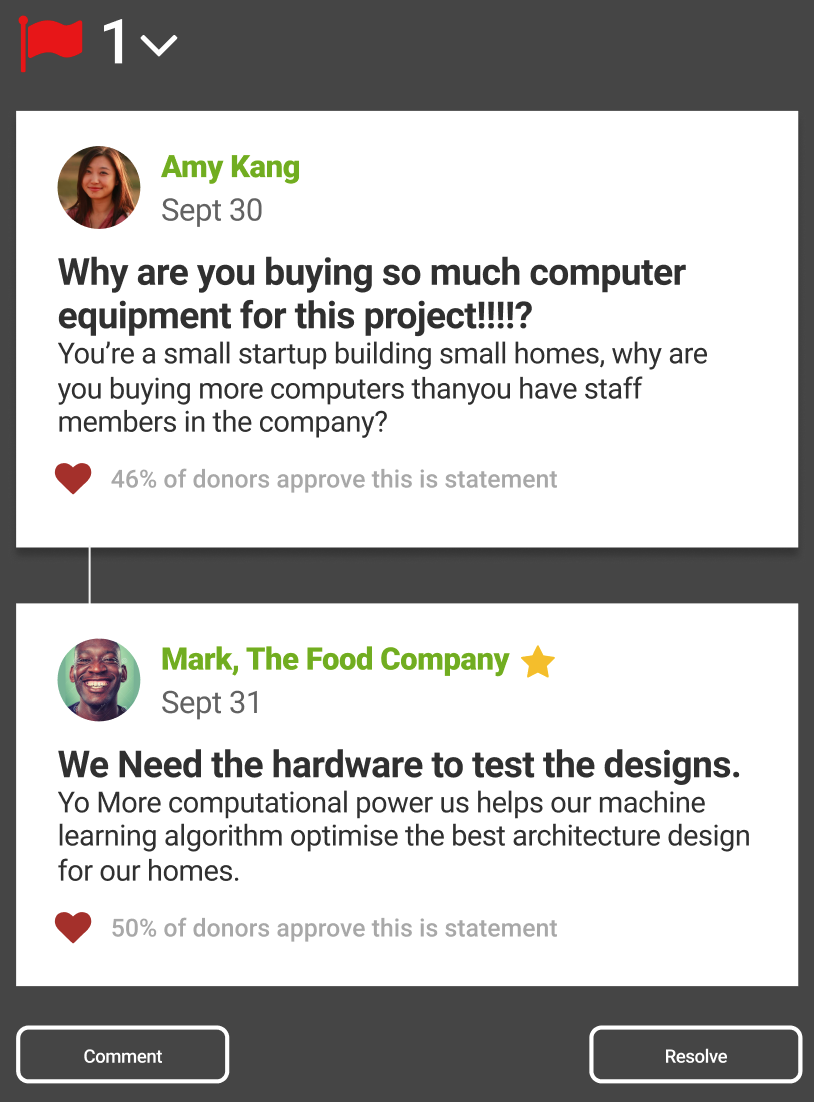 1
Amy Kang
Sept 30
Why are you buying so much computer
equipment for this project!!!!?
You’re a small startup building small homes, why are
you buying more computers thanyou have staff
members in the company?
46% of donors approve this is statement
Mark, The Food Company
Sept 31
We Need the hardware to test the designs.
Yo More computational power us helps our machine
learning algorithm optimise the best architecture design
for our homes.
50% of donors approve this is statement
Comment
Resolve